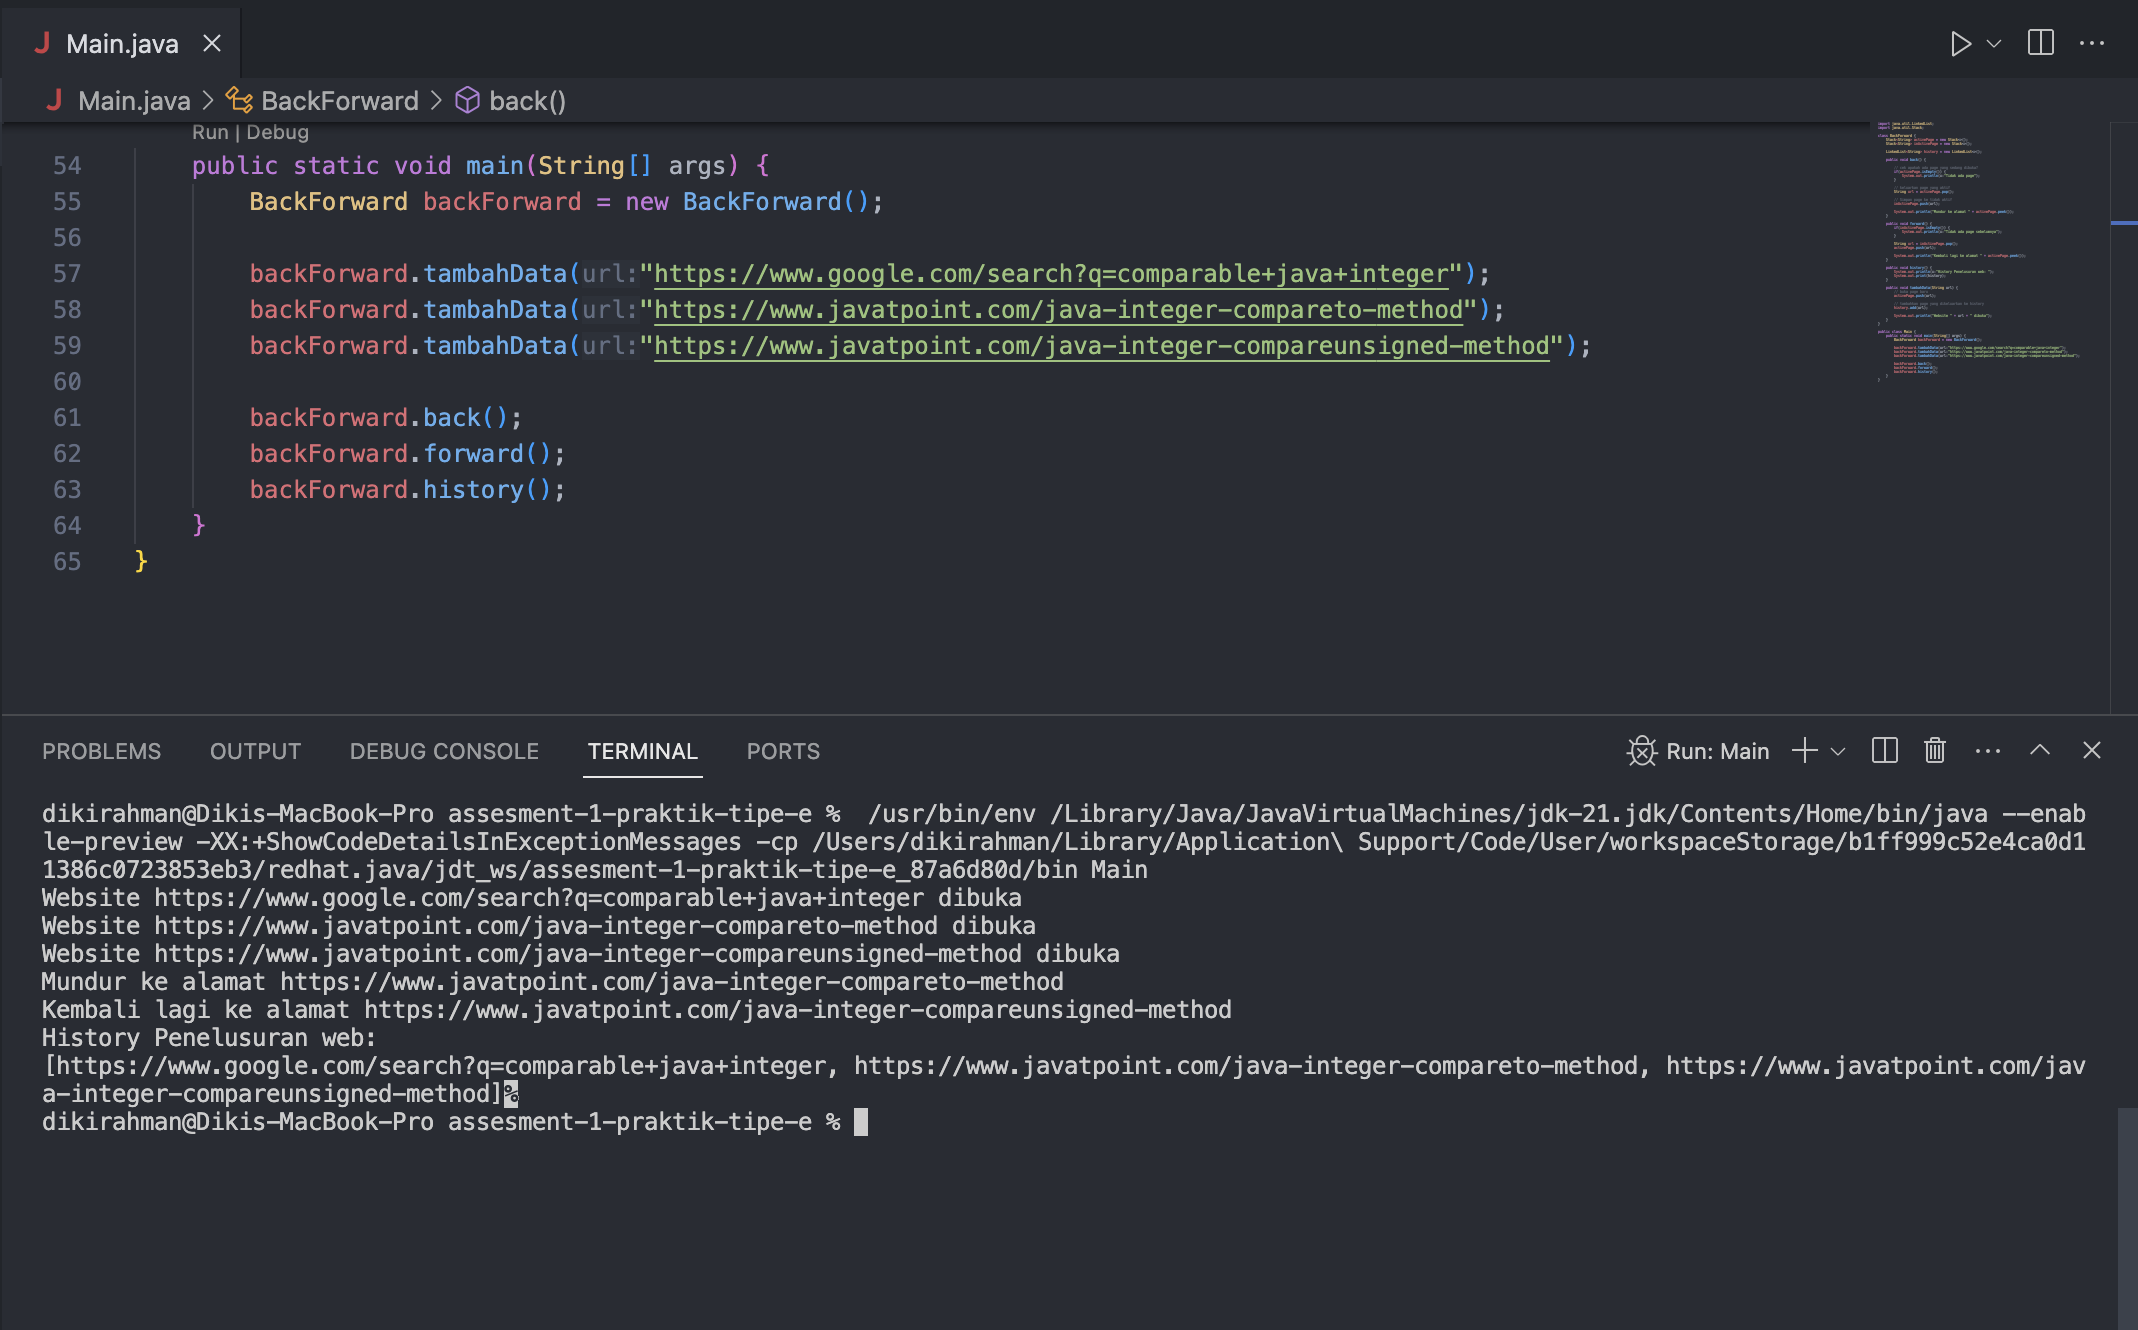 Main.java
Main.java > BackForward > back()
Run | Debug
54 public static void main(String[] args) {
55 BackForward backForward = new BackForward();
56
57 backForward.tambahData(url:"https://www.google.com/search?q=comparable+java+integer");
58 backForward.tambahData(url:"https://www.javatpoint.com/java-integer-compareto-method");
59 backForward.tambahData(url:"https://www.javatpoint.com/java-integer-compareunsigned-method");
60
61 backForward.back();
62 backForward.forward();
63 backForward.history();
64 }
65 }
PROBLEMS OUTPUT DEBUG CONSOLE TERMINAL PORTS Run: Main
dikirahman@Dikis-MacBook-Pro assesment-1-praktik-tipe-e %  /usr/bin/env /Library/Java/JavaVirtualMachines/jdk-21.jdk/Contents/Home/bin/java --enab
le-preview -XX:+ShowCodeDetailsInExceptionMessages -cp /Users/dikirahman/Library/Application\ Support/Code/User/workspaceStorage/b1ff999c52e4ca0d1
1386c0723853eb3/redhat.java/jdt_ws/assesment-1-praktik-tipe-e_87a6d80d/bin Main
Website https://www.google.com/search?q=comparable+java+integer dibuka
Website https://www.javatpoint.com/java-integer-compareto-method dibuka
Website https://www.javatpoint.com/java-integer-compareunsigned-method dibuka
Mundur ke alamat https://www.javatpoint.com/java-integer-compareto-method
Kembali lagi ke alamat https://www.javatpoint.com/java-integer-compareunsigned-method
History Penelusuran web:
[https://www.google.com/search?q=comparable+java+integer, https://www.javatpoint.com/java-integer-compareto-method, https://www.javatpoint.com/jav
a-integer-compareunsigned-method]%
dikirahman@Dikis-MacBook-Pro assesment-1-praktik-tipe-e %